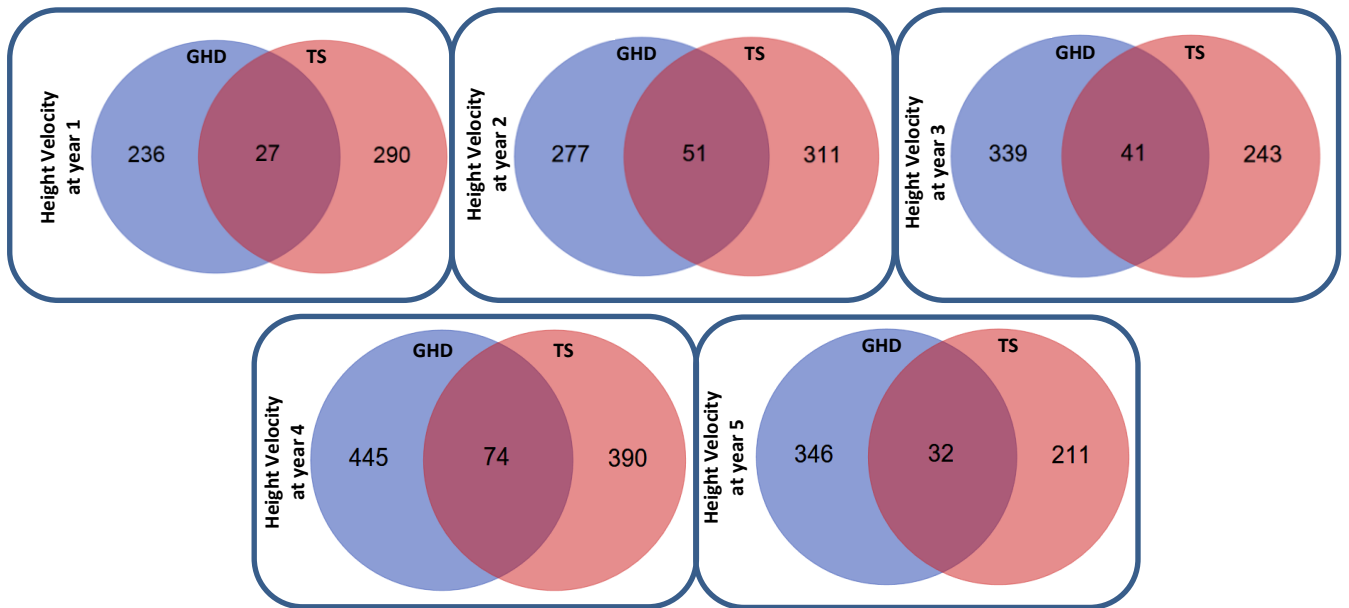 Height Velocity
at year 1
GHD
TS
236
27
290
Height Velocity
at year 2
GHD
TS
277
51
311
Height Velocity
at year 3
GHD
TS
339
41
243
Height Velocity
at year 4
GHD
TS
445
74
390
Height Velocity
at year 5
GHD
TS
346
32
211